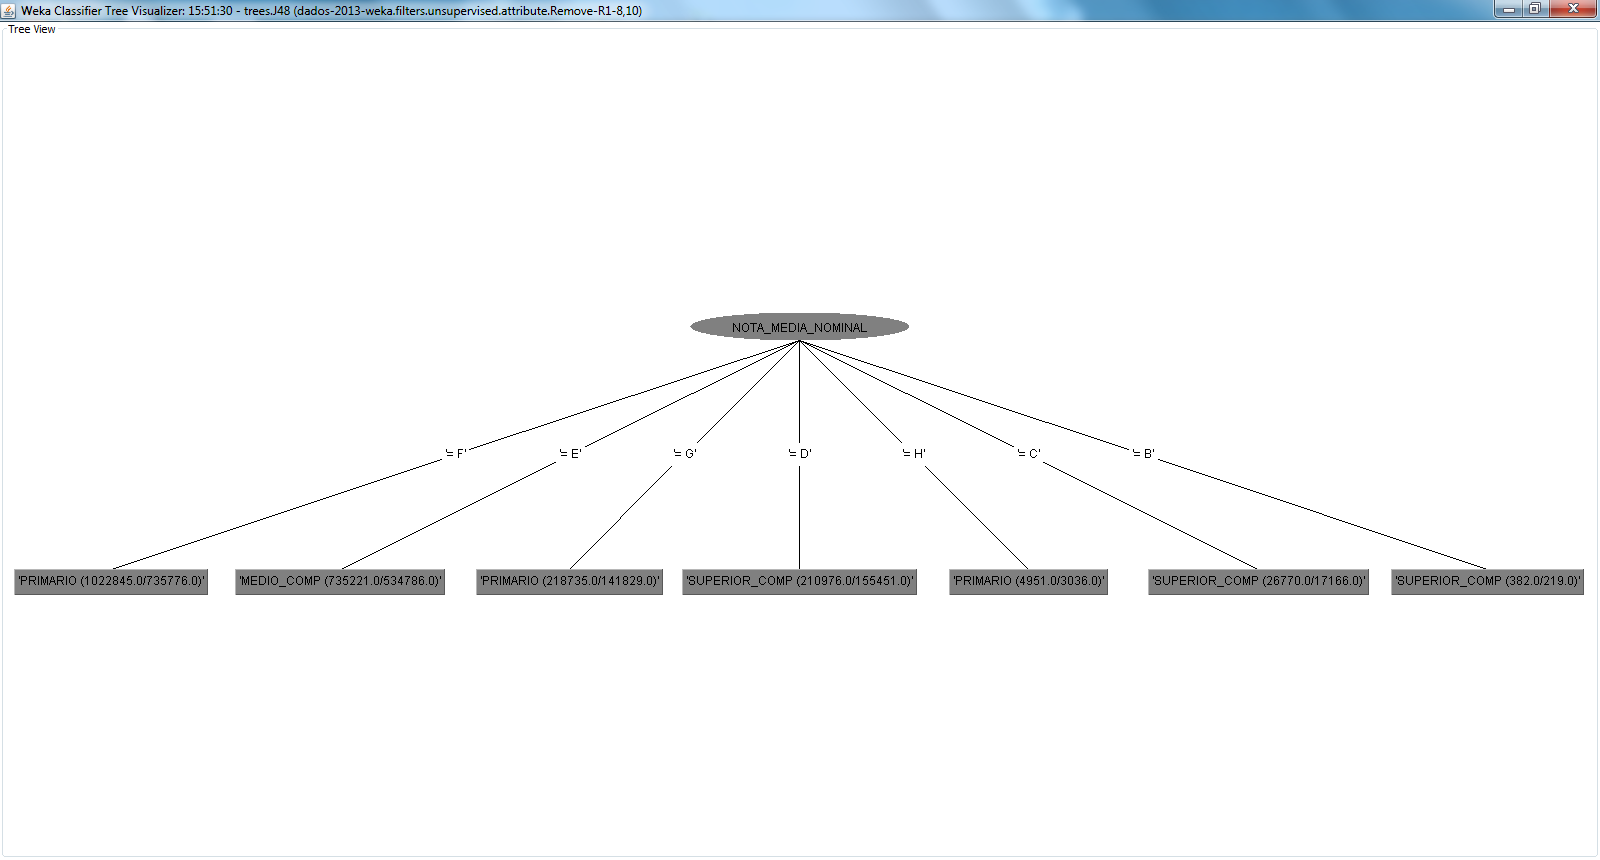 Weka Classifier Tree Visualizer: 15:51:30 - trees.J48 (dados-2013-weka.filters.unsupervised.attribute.Remove-R1-8,10)
Tree View
NOTA_MEDIA_NOMINAL
'= F' '= E' '= G' '= D' '= H' '= C' '= B'
'PRIMARIO (1022845.0/735776.0)' 'MEDIO_COMP (735221.0/534786.0)' 'PRIMARIO (218735.0/141829.0)' 'SUPERIOR_COMP (210976.0/155451.0)' 'PRIMARIO (4951.0/3036.0)' 'SUPERIOR_COMP (26770.0/17166.0)' 'SUPERIOR_COMP (382.0/219.0)'